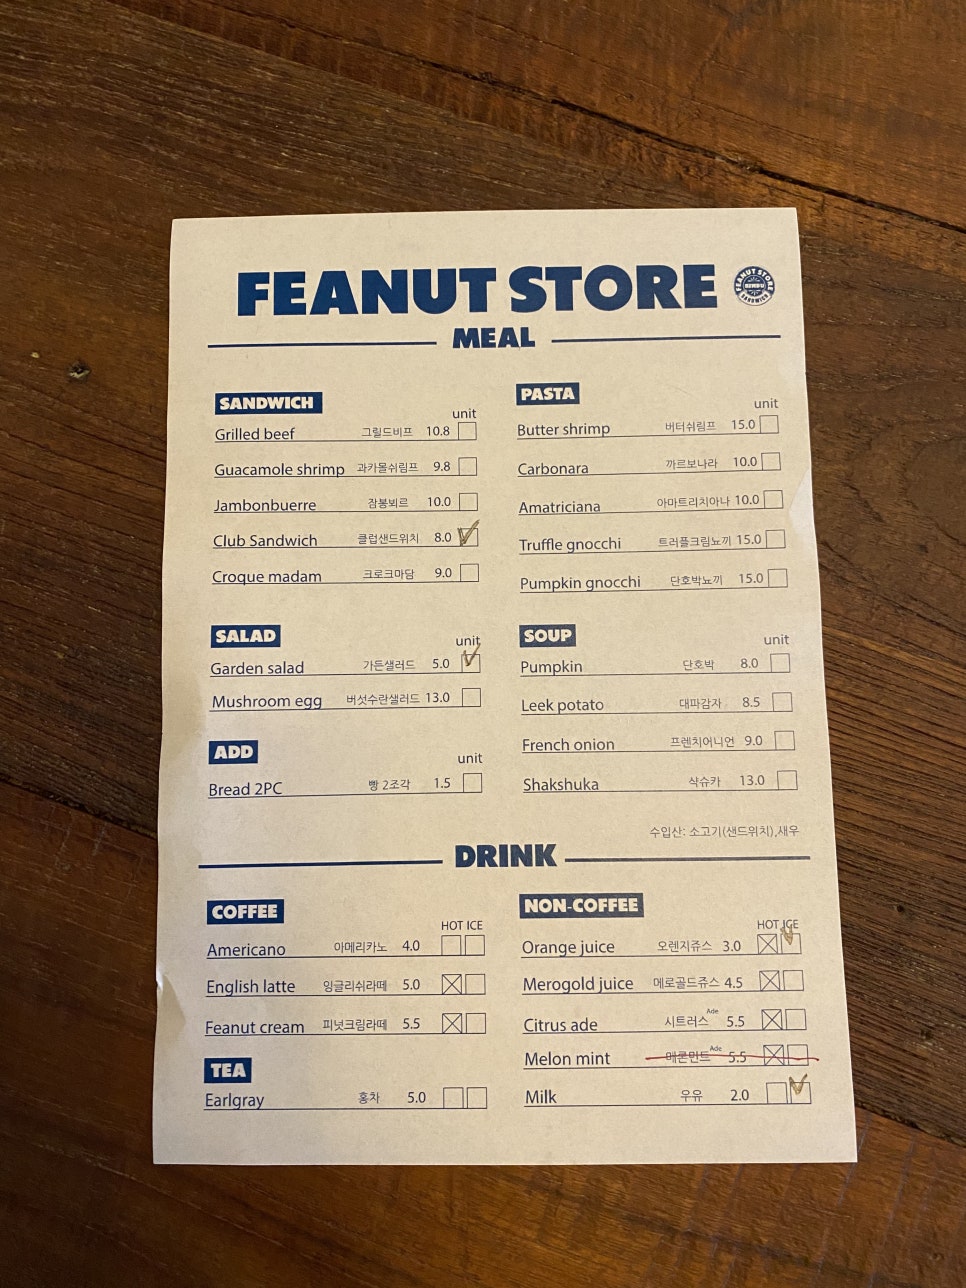 FEANUT STORE
FEANUT STORE
SANDWICH
MEAL
SANDWICH
unit
Grilled beef 그릴드비프 10.8
Guacamole shrimp 과카몰쉬림프 9.8
Jambonbuerre 잠봉뵈르 10.0
Club Sandwich 클럽샌드위치 8.0
Croque madam 크로크마담 9.0
SALAD
unit
Garden salad 가든샐러드 5.0
Mushroom egg 버섯수란샐러드 13.0
ADD
unit
Bread 2PC 빵 2조각 1.5
PASTA
unit
Butter shrimp 버터쉬림프 15.0
Carbonara 까르보나라 10.0
Amatriciana 아마트리치아나 10.0
Truffle gnocchi 트러플크림뇨끼 15.0
Pumpkin gnocchi 단호박뇨끼 15.0
SOUP
unit
Pumpkin 단호박 8.0
Leek potato 대파감자 8.5
French onion 프렌치어니언 9.0
Shakshuka 샥슈카 13.0
수입산: 소고기(샌드위치),새우
DRINK
COFFEE
HOT ICE
Americano 아메리카노 4.0
English latte 잉글리쉬라떼 5.0
Feanut cream 피넛크림라떼 5.5
TEA
Earlgray 홍차 5.0
NON-COFFEE
HOT ICE
Orange juice 오렌지쥬스 3.0
Merogold juice 메로골드쥬스 4.5
Citrus ade 시트러스 Ade 5.5
Melon mint 메론민트 Ade 5.5
Milk 우유 2.0